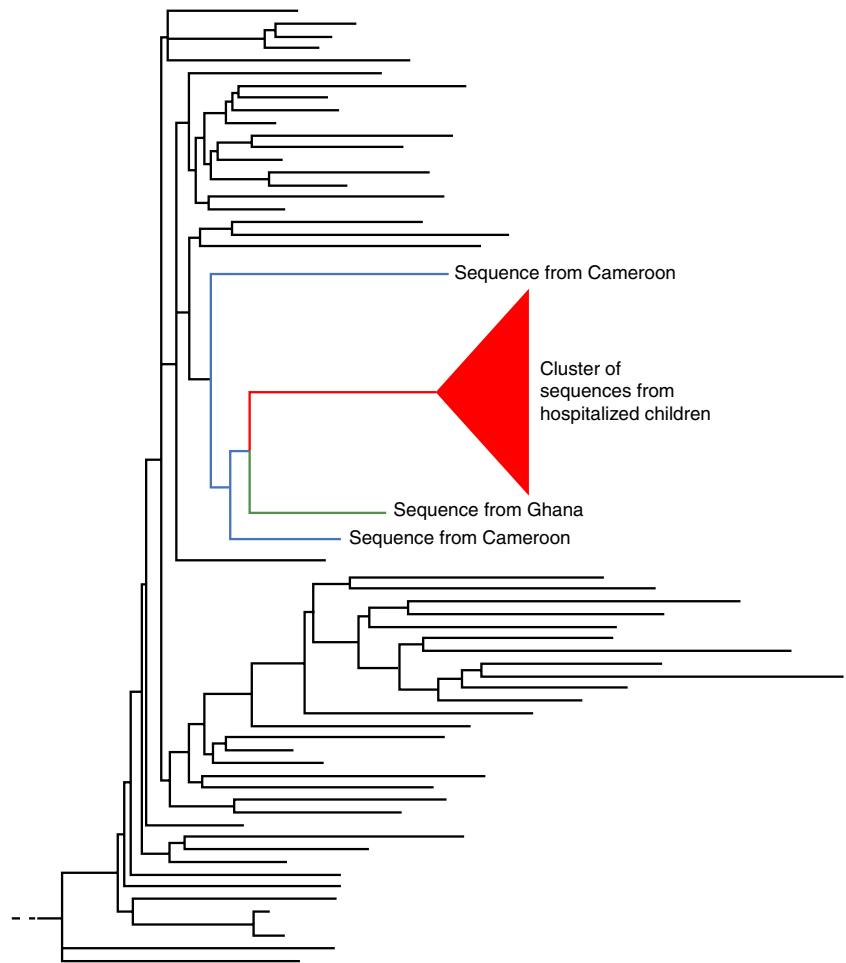 Sequence from Cameroon
Cluster of
sequences from
hospitalized children
Sequence from Ghana
Sequence from Cameroon